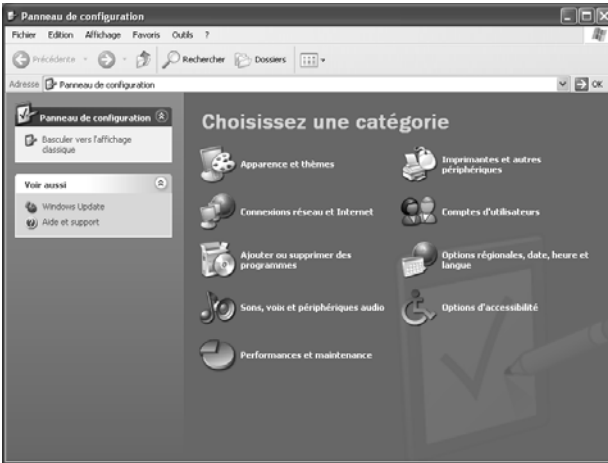 Panneau de configuration
Fichier Edition Affichage Favoris Outils ?
Précédente Rechercher Dossiers
Adresse Panneau de configuration OK
Panneau de configuration
Basculer vers l'affichage
classique
Voir aussi
Windows Update
Aide et support
Choisissez une catégorie
Apparence et thèmes
Imprimantes et autres
périphériques
Connexions réseau et Internet
Comptes d'utilisateurs
Ajouter ou supprimer des
programmes
Options régionales, date, heure et
langue
Sons, voix et périphériques audio
Options d'accessibilité
Performances et maintenance